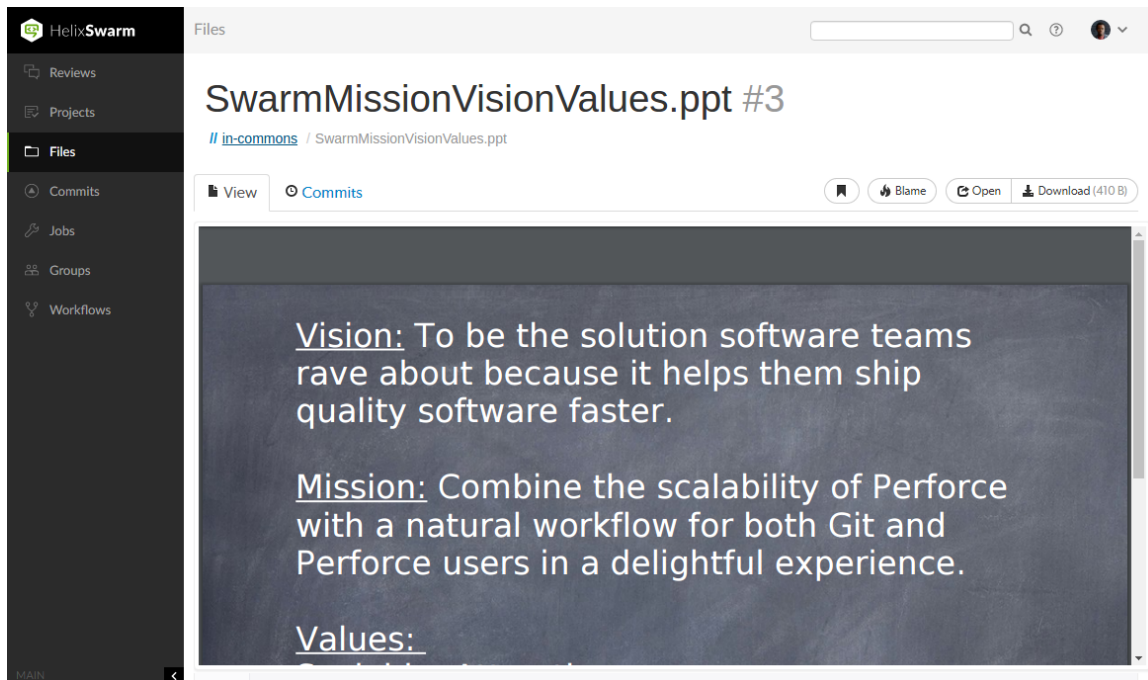 HelixSwarm
Files
Reviews
Projects
Files
Commits
Jobs
Groups
Workflows
MAIN
SwarmMissionVisionValues.ppt #3
// in-commons / SwarmMissionVisionValues.ppt
View
Commits
Blame
Open
Download (410 B)
Vision: To be the solution software teams
rave about because it helps them ship
quality software faster.
Mission: Combine the scalability of Perforce
with a natural workflow for both Git and
Perforce users in a delightful experience.
Values: